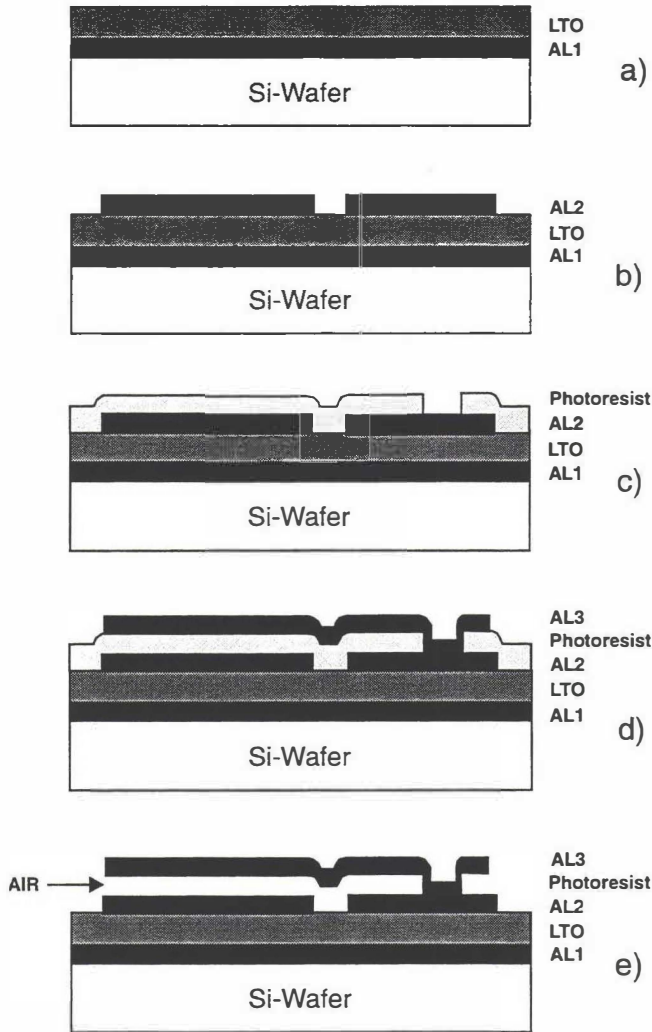 LTO
AL1
a)
Si-Wafer
AL2
LTO
AL1
b)
Si-Wafer
Photoresist
AL2
LTO
AL1
c)
Si-Wafer
AL3
Photoresist
AL2
LTO
AL1
d)
Si-Wafer
AIR
AL3
Photoresist
AL2
LTO
AL1
e)
Si-Wafer